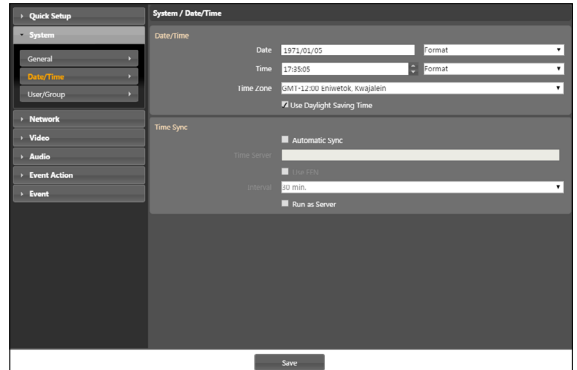 Quick Setup
System / Date/Time
System
General
Date/Time
User/Group
Network
Video
Audio
Event Action
Event
Date/Time
Date 1971/01/05 Format
Time 17:35:05 Format
Time Zone GMT-12:00 Eniwetok, Kwajalein
Use Daylight Saving Time
Time Sync
Automatic Sync
Time Server
Use FEN
Interval 30 min.
Run as Server
Save